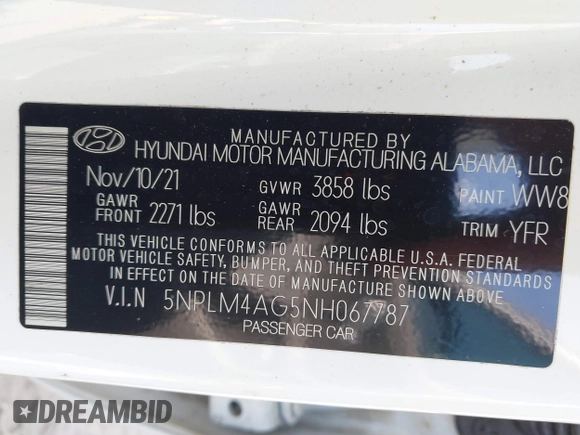 MANUFACTURED BY
HYUNDAI MOTOR MANUFACTURING ALABAMA, LLC
Nov/10/21 GVWR 3858 lbs PAINT WW8
GAWR FRONT 2271 lbs GAWR REAR 2094 lbs TRIM YFR
THIS VEHICLE CONFORMS TO ALL APPLICABLE U.S.A. FEDERAL
MOTOR VEHICLE SAFETY, BUMPER, AND THEFT PREVENTION STANDARDS
IN EFFECT ON THE DATE OF MANUFACTURE SHOWN ABOVE.
V.I.N 5NPLM4AG5NH067787
PASSENGER CAR
DREAMBID